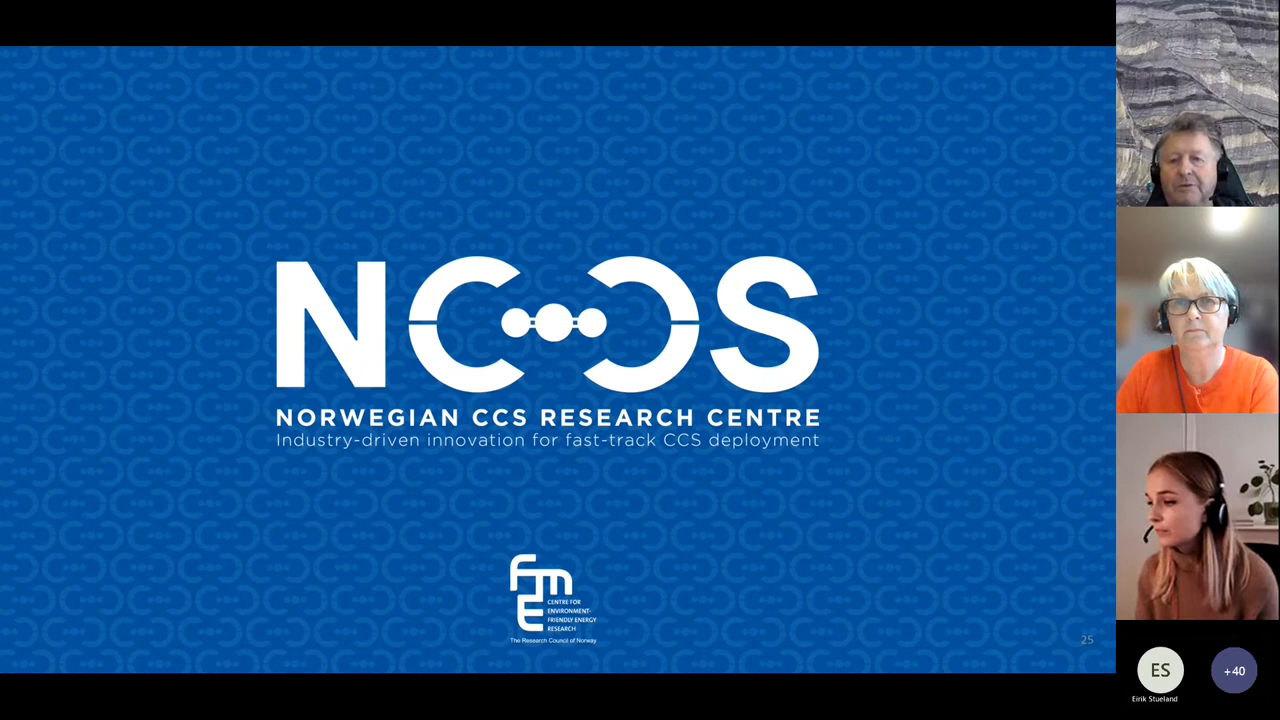 NCCS
NORWEGIAN CCS RESEARCH CENTRE
Industry-driven innovation for fast-track CCS deployment
fme
CENTRE FOR
ENVIRONMENT-
FRIENDLY ENERGY
RESEARCH
The Research Council of Norway
25
ES
+40
Eirik Stueland